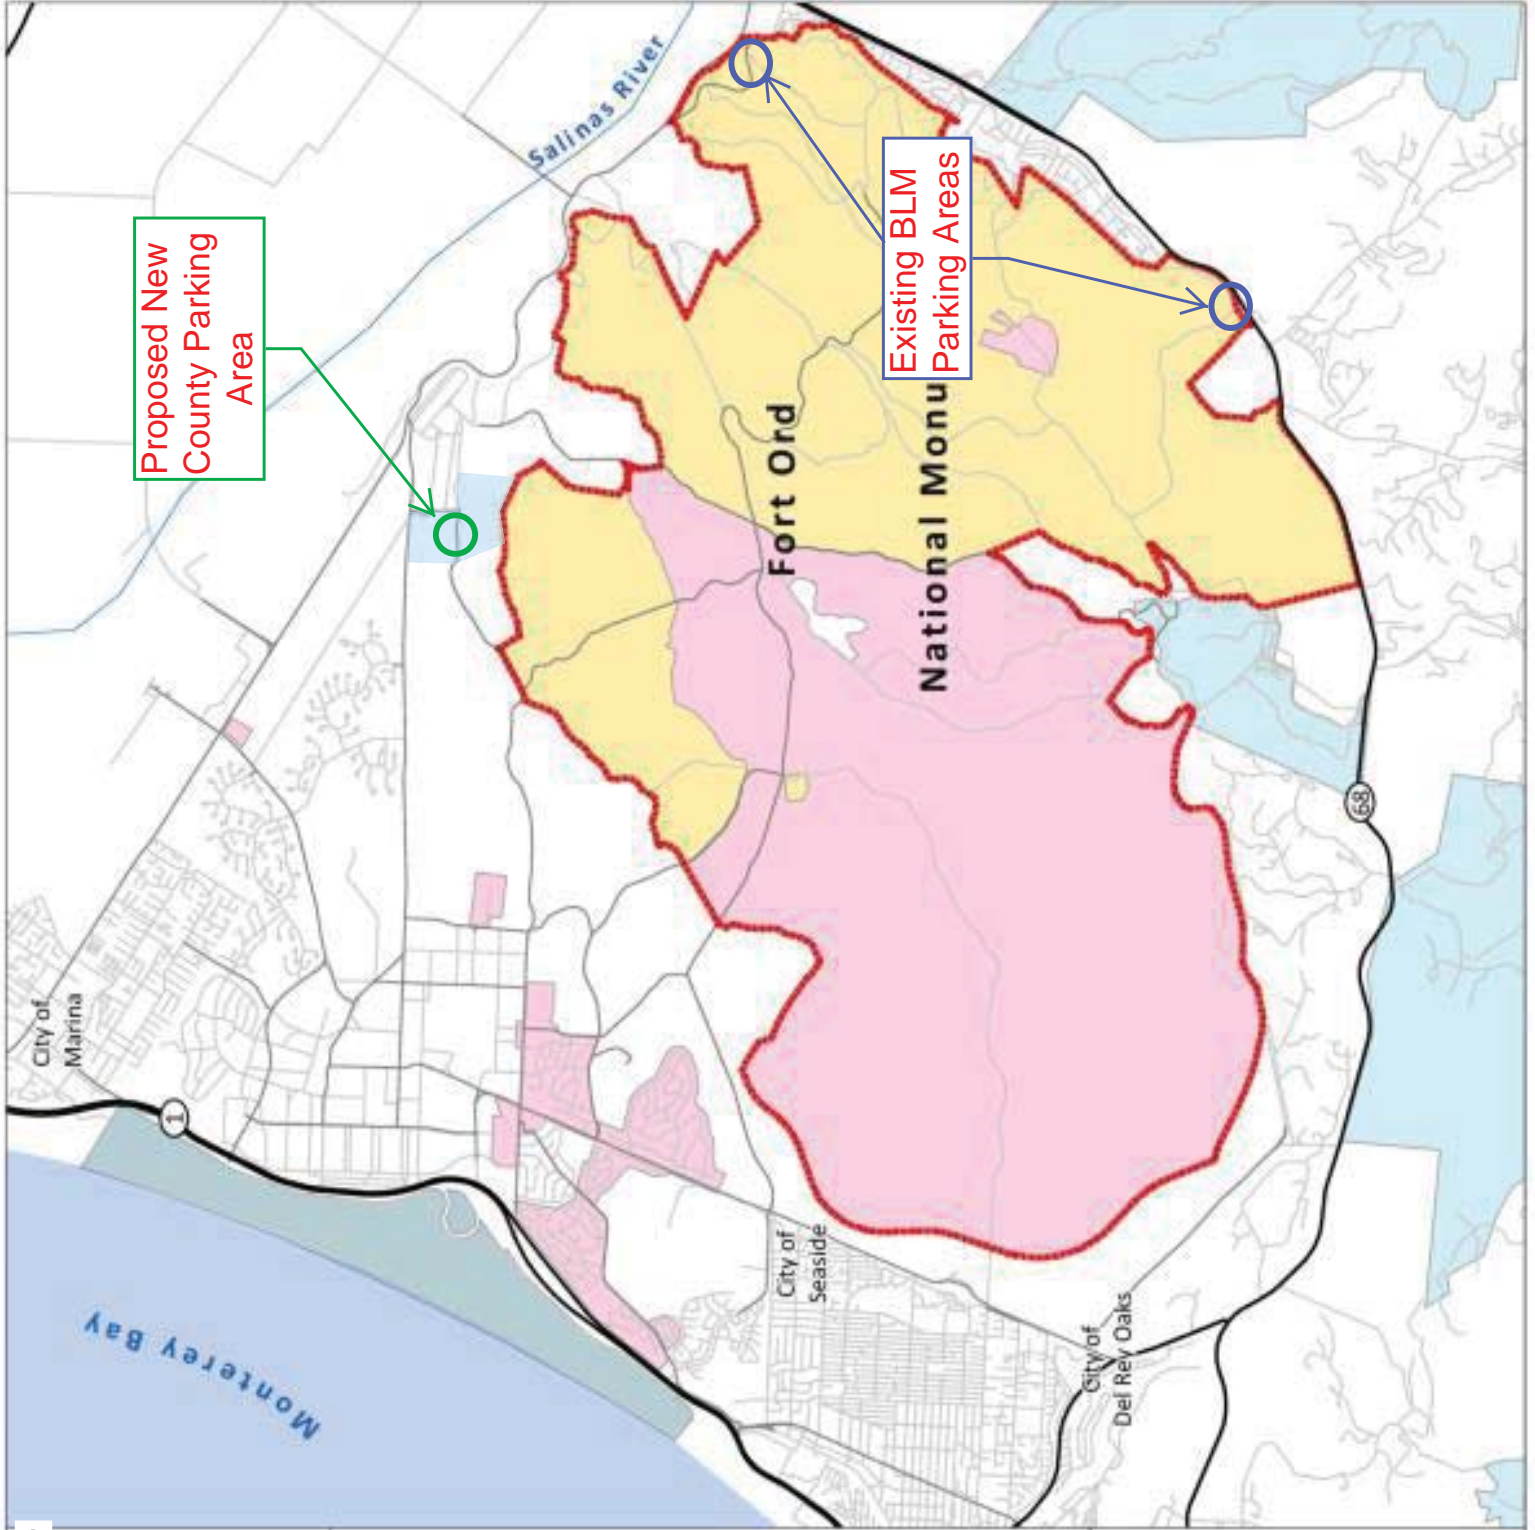 Salinas River
Proposed New
County Parking
Area
Existing BLM
Parking Areas
Fort Ord
National Monu
City of
Marina
1
68
Monterey Bay
City of
Seaside
City of
Del Rey Oaks